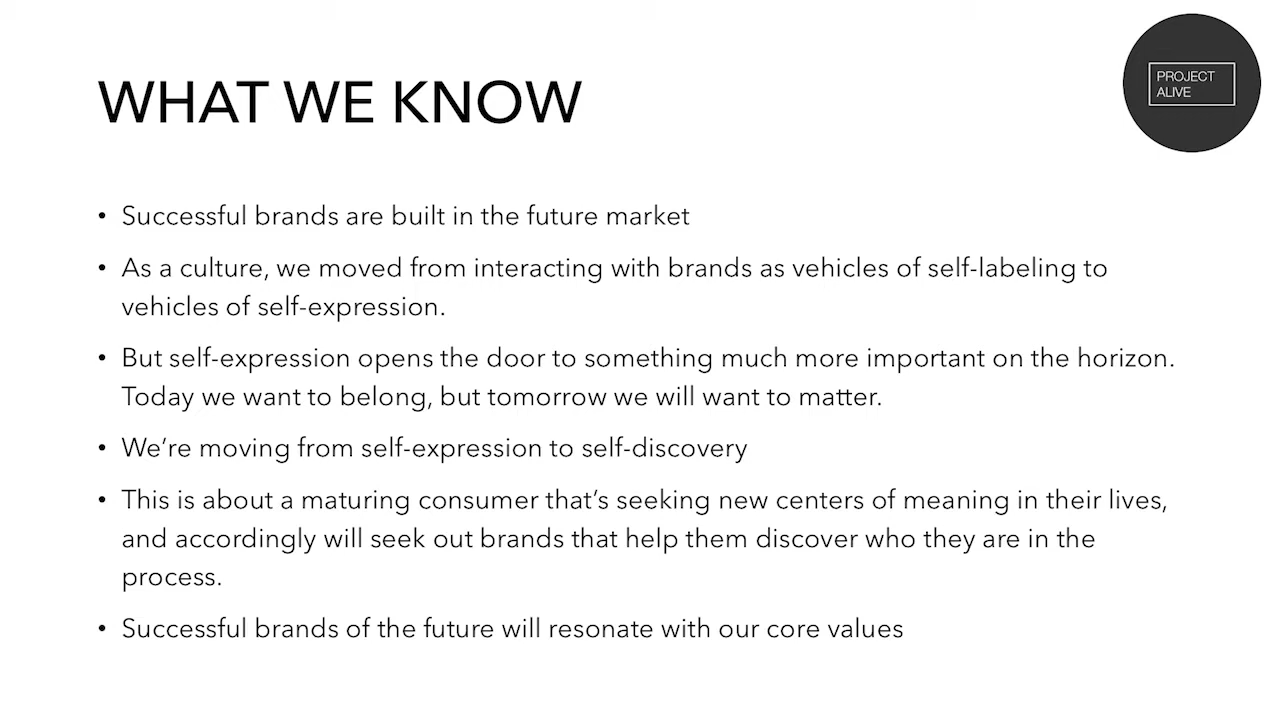 WHAT WE KNOW
PROJECT
ALIVE
• Successful brands are built in the future market
• As a culture, we moved from interacting with brands as vehicles of self-labeling to
vehicles of self-expression.
• But self-expression opens the door to something much more important on the horizon.
Today we want to belong, but tomorrow we will want to matter.
• We’re moving from self-expression to self-discovery
• This is about a maturing consumer that’s seeking new centers of meaning in their lives,
and accordingly will seek out brands that help them discover who they are in the
process.
• Successful brands of the future will resonate with our core values